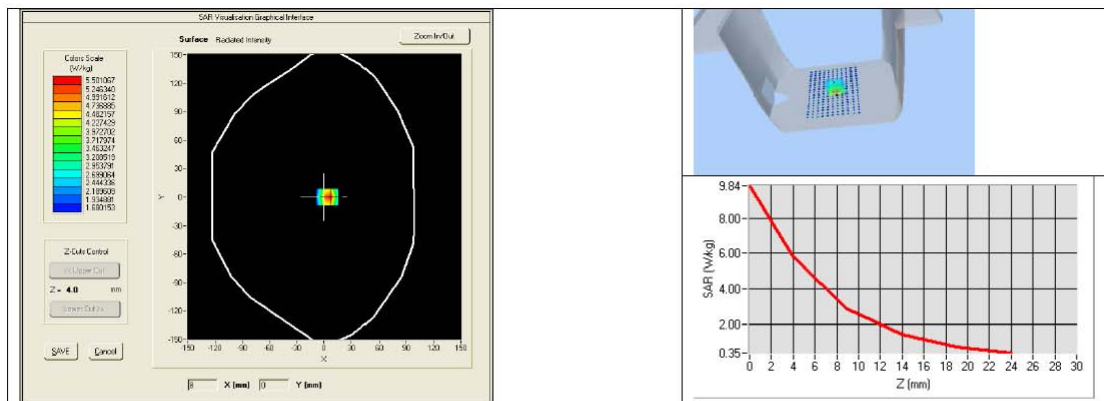 SAR Visualisation Graphical Interface
Surface Radiated Intensity
Zoom In/Out
Colors Scale
(W/kg)
5.501067
5.246340
4.991612
4.736885
4.482157
4.227429
3.972702
3.717974
3.463247
3.208519
2.953791
2.699064
2.444336
2.189609
1.934881
1.680153
150
120
90
60
30
0
-30
-60
-90
-120
-150
Y
-150 -120 -90 -60 -30 0 30 60 90 120 150
X
Z-Cuts Control
Z = 4.0 mm
SAVE Cancel
8 X (mm) 0 Y (mm)
9.84
8.00
6.00
4.00
2.00
0.35
SAR (W/kg)
0 2 4 6 8 10 12 14 16 18 20 22 24 26 28 30
Z (mm)